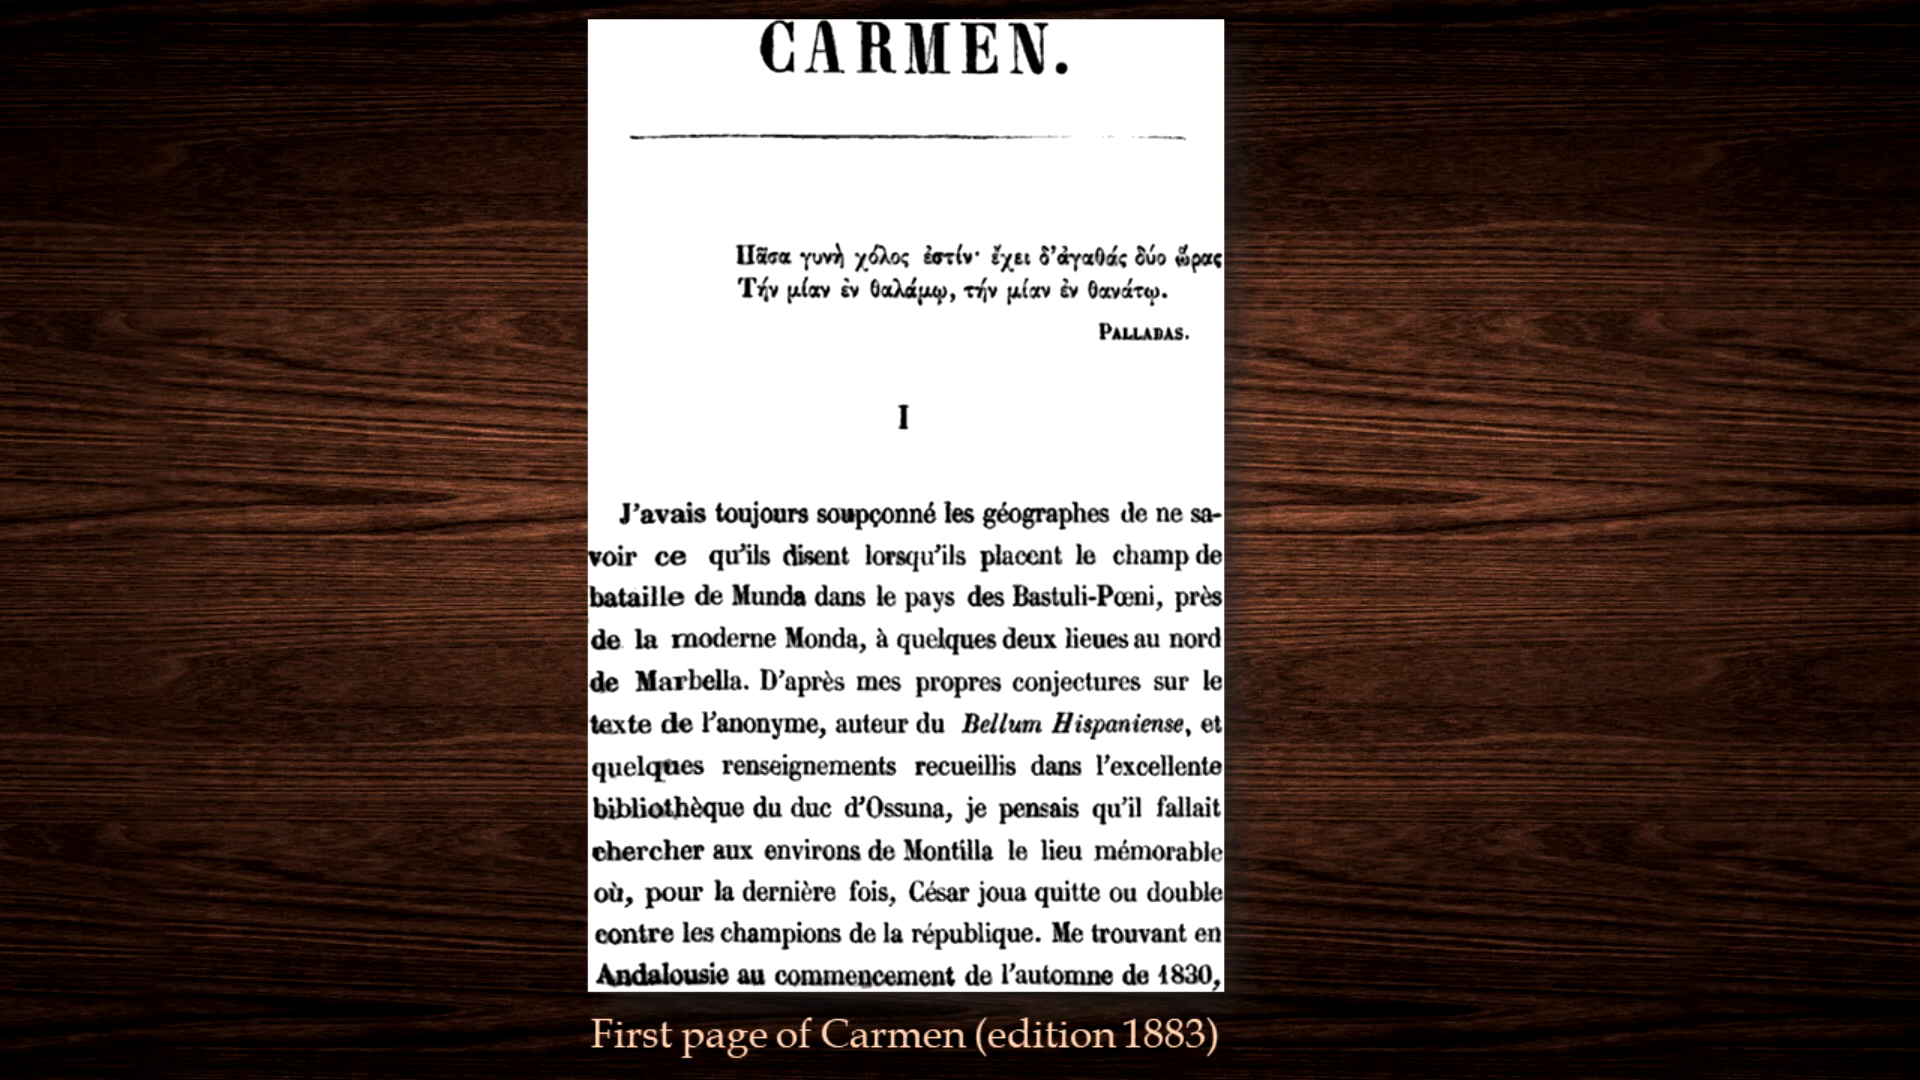 CARMEN.
Πᾶσα γυνὴ χόλος ἐστίν· ἔχει δ’ἀγαθάς δύο ὥρας
Τήν μίαν ἐν θαλάμῳ, τήν μίαν ἐν θανάτῳ.
PALLADAS.
I
J’avais toujours soupçonné les géographes de ne sa-
voir ce qu’ils disent lorsqu’ils placent le champ de
bataille de Munda dans le pays des Bastuli-Pœni, près
de la moderne Monda, à quelques deux lieues au nord
de Marbella. D’après mes propres conjectures sur le
texte de l’anonyme, auteur du Bellum Hispaniense, et
quelques renseignements recueillis dans l’excellente
bibliothèque du duc d’Ossuna, je pensais qu’il fallait
chercher aux environs de Montilla le lieu mémorable
où, pour la dernière fois, César joua quitte ou double
contre les champions de la république. Me trouvant en
Andalousie au commencement de l’automne de 1830,
First page of Carmen (edition 1883)